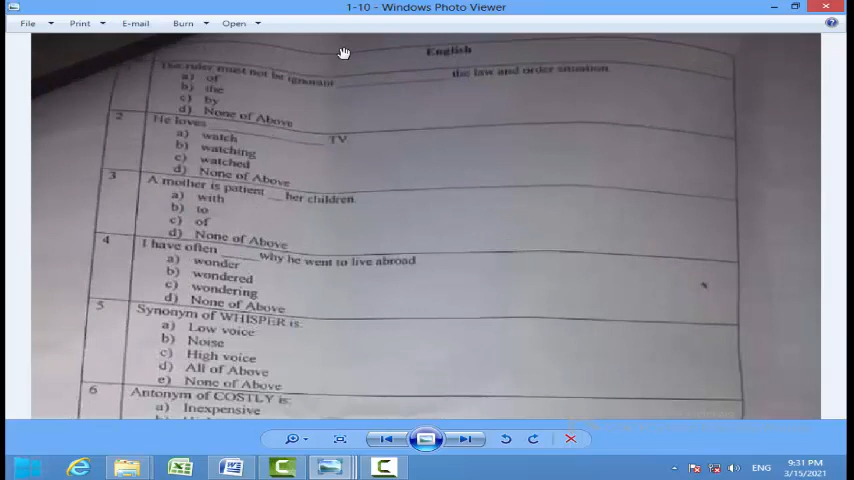 1-10 - Windows Photo Viewer
File Print E-mail Burn Open
English
The ruler must not be ignorant ____________ the law and order situation.
a) of
b) the
c) by
d) None of Above
2 He loves ____________ TV
a) watch
b) watching
c) watched
d) None of Above
3 A mother is patient __ her children.
a) with
b) to
c) of
d) None of Above
4 I have often _____ why he went to live abroad
a) wonder
b) wondered
c) wondering
d) None of Above
5 Synonym of WHISPER is:
a) Low voice
b) Noise
c) High voice
d) All of Above
e) None of Above
6 Antonym of COSTLY is:
a) Inexpensive
ENG
9:31 PM
3/15/2021